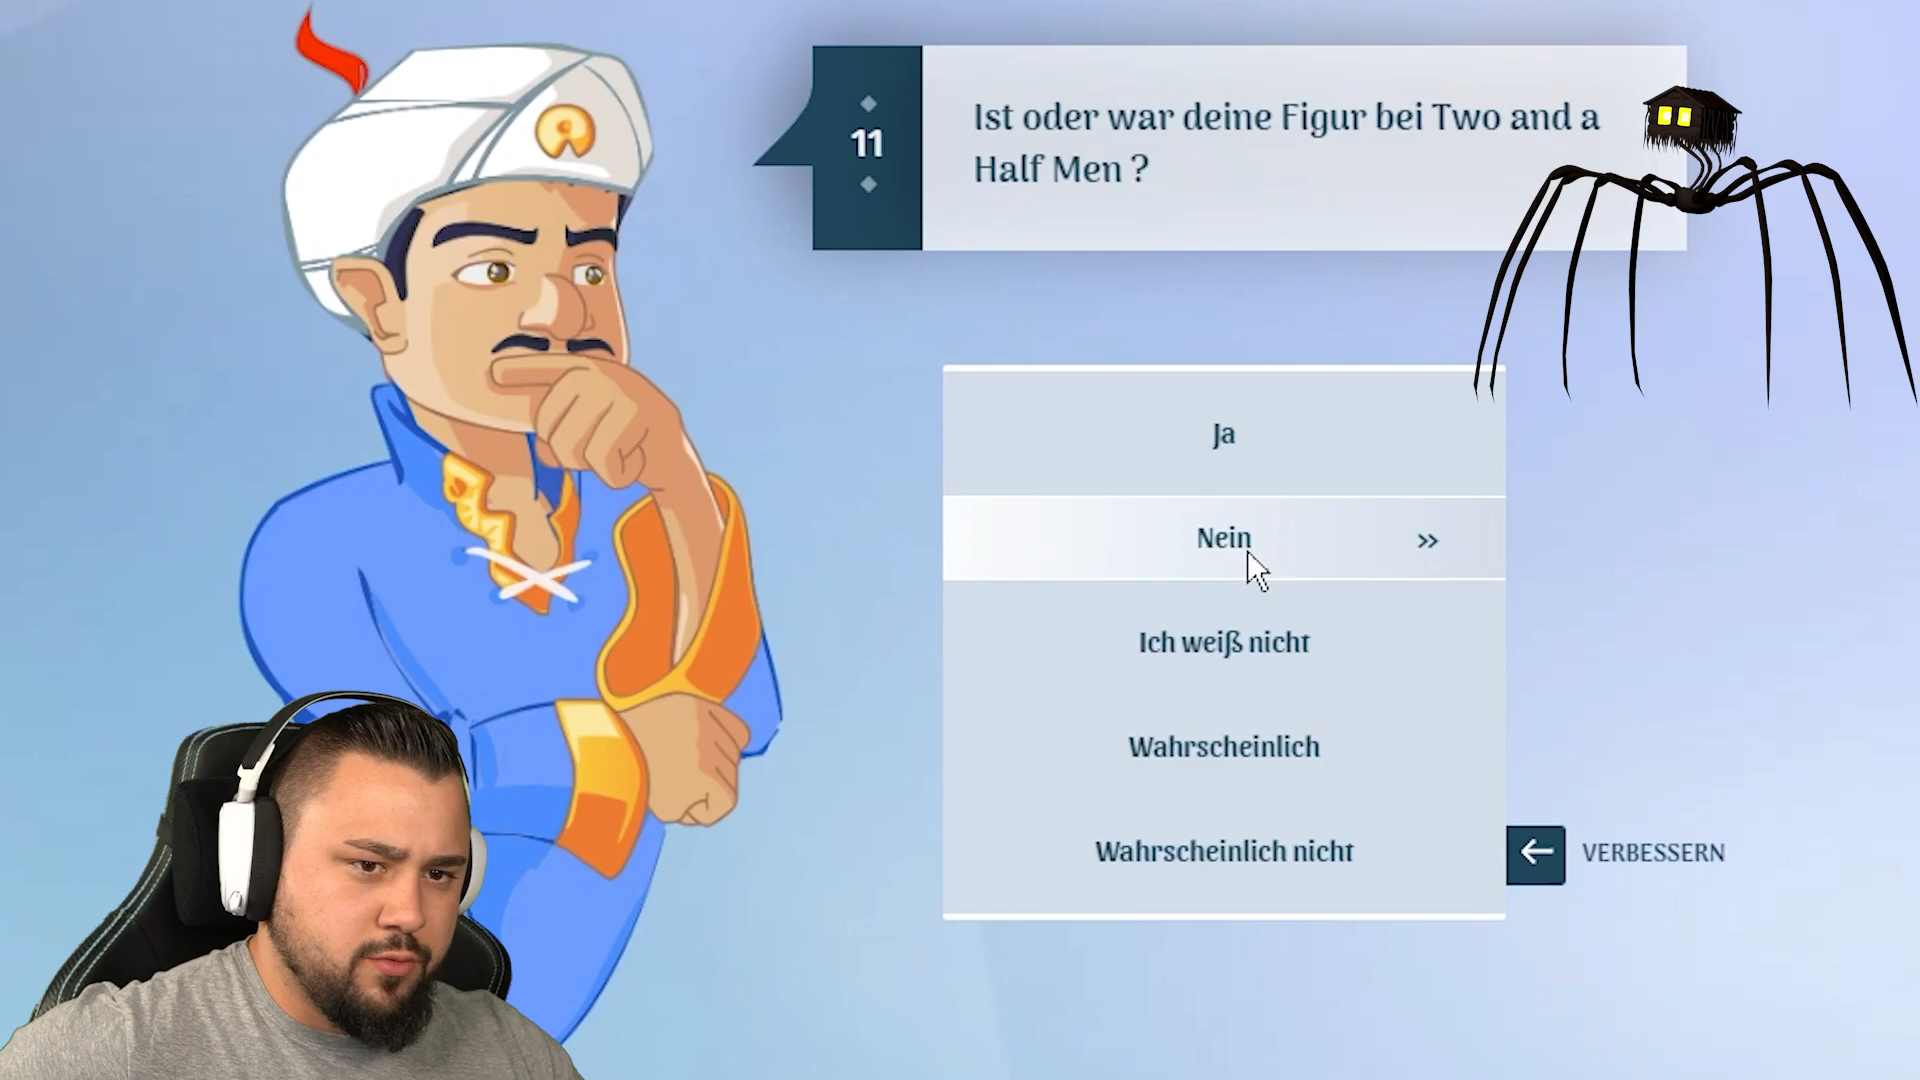 11
Ist oder war deine Figur bei Two and a
Half Men ?
Ja
Nein
Ich weiß nicht
Wahrscheinlich
Wahrscheinlich nicht
VERBESSERN